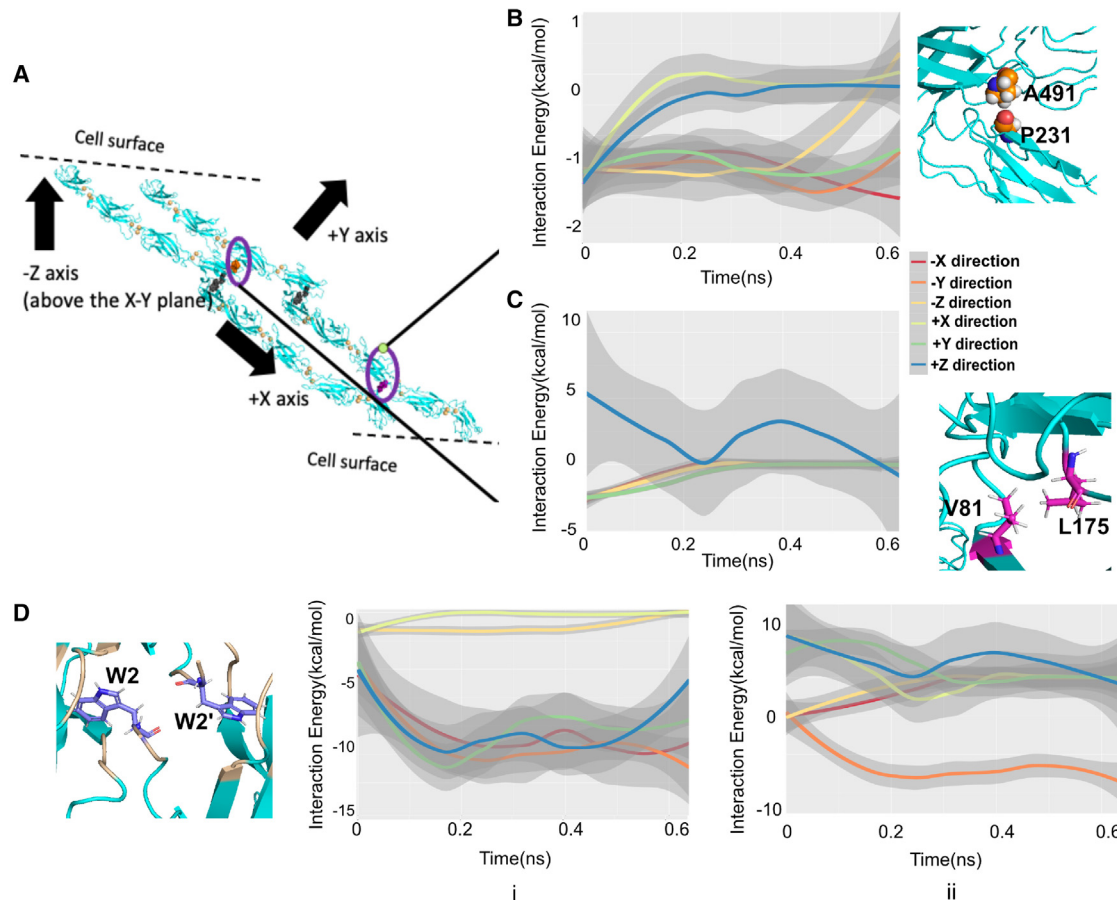 A
Cell surface
+Y axis
-Z axis
(above the X-Y plane)
+X axis
Cell surface
B
Interaction Energy(kcal/mol)
1
0
-1
-2
0
0.2
0.4
0.6
Time(ns)
A491
P231
-X direction
-Y direction
-Z direction
+X direction
+Y direction
+Z direction
C
Interaction Energy(kcal/mol)
10
5
0
-5
0
0.2
0.4
0.6
Time(ns)
V81
L175
D
W2
W2'
Interaction Energy(kcal/mol)
0
-5
-10
-15
0
0.2
0.4
0.6
Time(ns)
i
Interaction Energy(kcal/mol)
10
0
-10
0
0.2
0.4
0.6
Time(ns)
ii